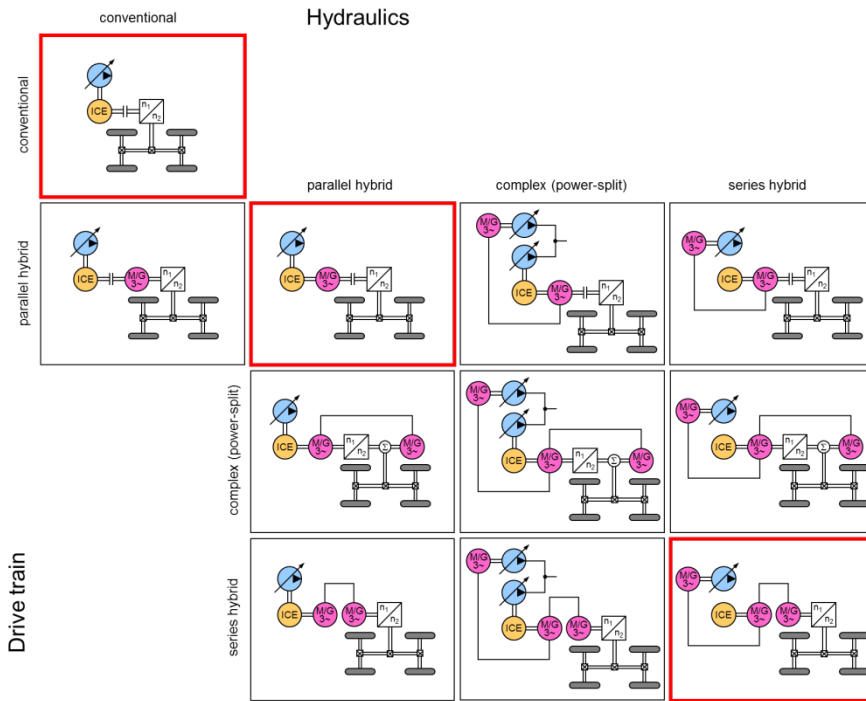 Hydraulics
conventional
conventional
ICE
n1
n2
parallel hybrid
complex (power-split)
series hybrid
parallel hybrid
ICE
M/G
3~
n1
n2
ICE
M/G
3~
n1
n2
M/G
3~
ICE
M/G
3~
n1
n2
M/G
3~
ICE
M/G
3~
n1
n2
complex (power-split)
ICE
M/G
3~
n1
n2
Σ
M/G
3~
M/G
3~
ICE
M/G
3~
n1
n2
Σ
M/G
3~
M/G
3~
ICE
M/G
3~
n1
n2
Σ
M/G
3~
Drive train
series hybrid
ICE
M/G
3~
M/G
3~
n1
n2
M/G
3~
ICE
M/G
3~
M/G
3~
n1
n2
M/G
3~
ICE
M/G
3~
M/G
3~
n1
n2